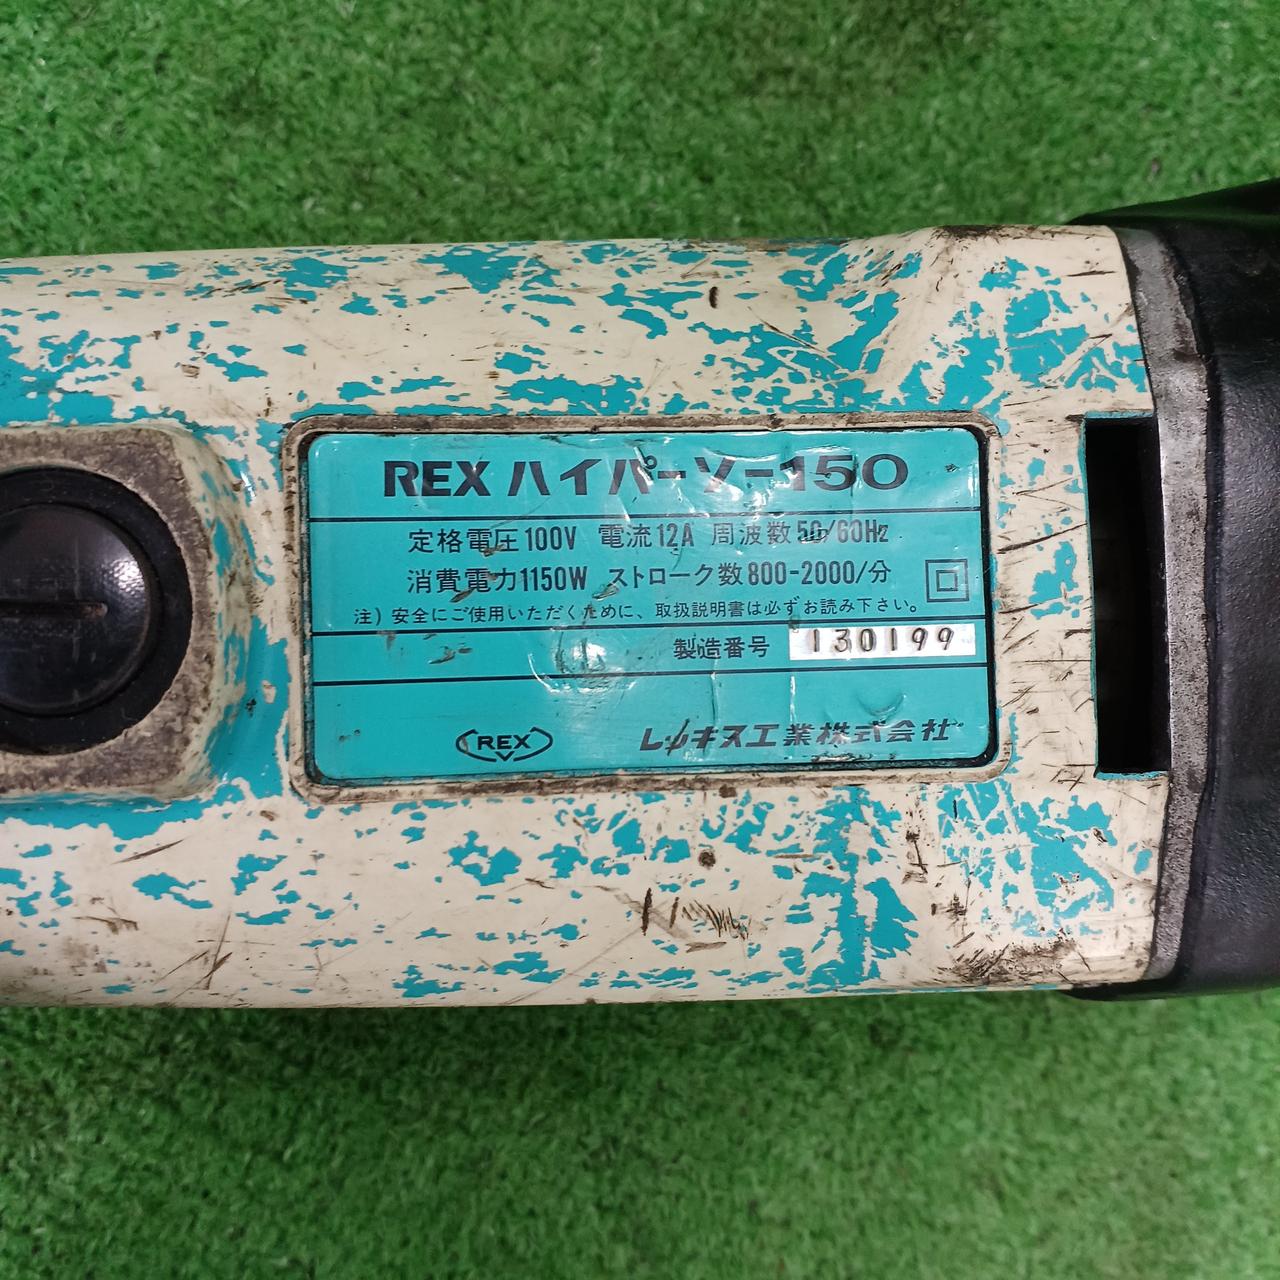 REX ハイパーソー150
定格電圧100V 電流12A 周波数50/60Hz
消費電力1150W ストローク数800-2000/分
注）安全にご使用いただくために、取扱説明書は必ずお読み下さい。
製造番号 130199
REX レッキス工業株式会社